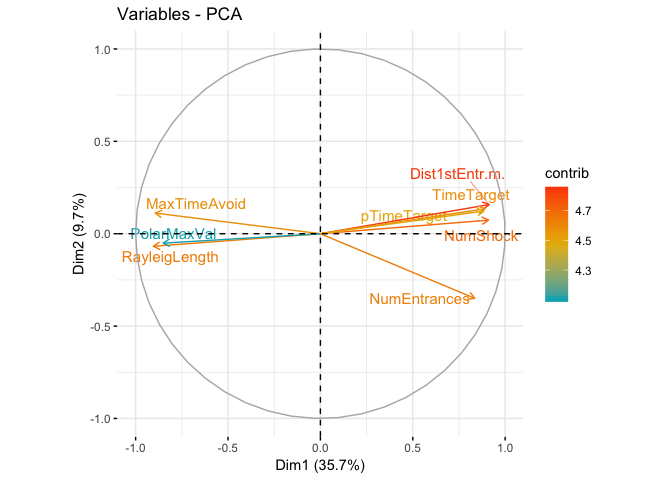 Variables - PCA
1.0
0.5
0.0
-0.5
-1.0
Dim2 (9.7%)
Dist1stEntr.m.
TimeTarget
MaxTimeAvoid
pTimeTarget
PolarMaxVal
NumShock
RayleigLength
NumEntrances
-1.0 -0.5 0.0 0.5 1.0
Dim1 (35.7%)
contrib
4.7
4.5
4.3